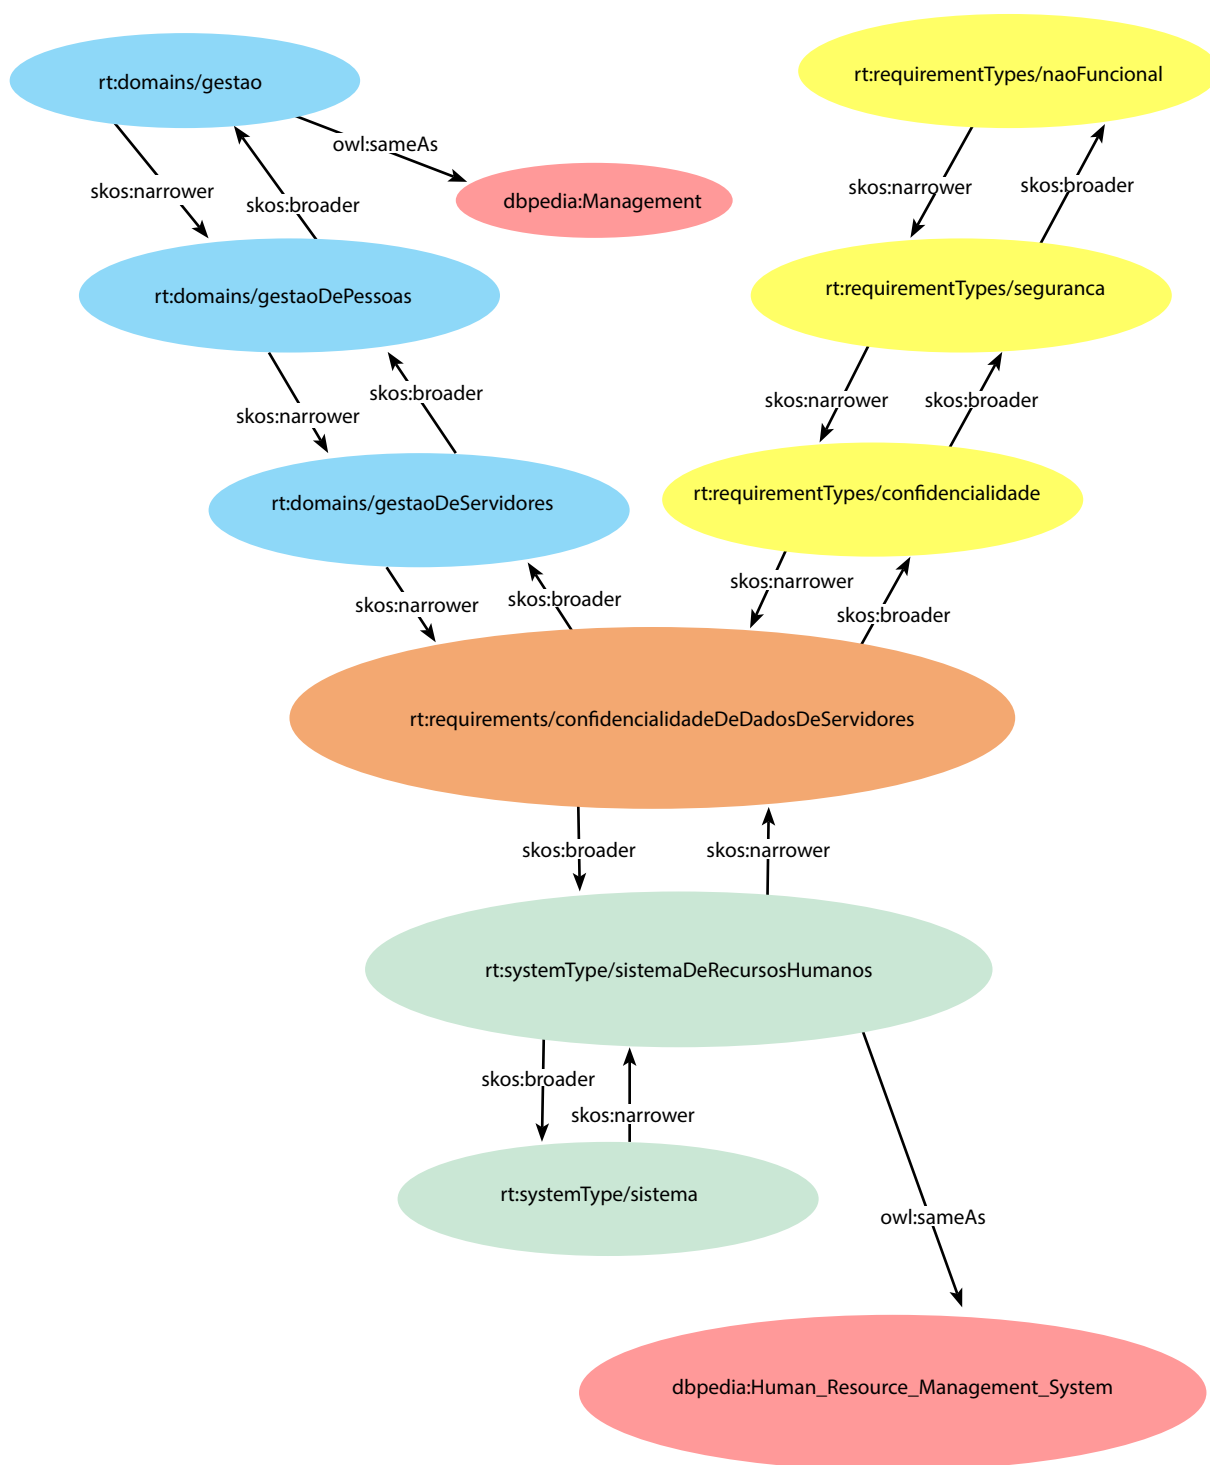 rt:domains/gestao
rt:requirementTypes/naoFuncional
owl:sameAs
skos:narrower
skos:broader
dbpedia:Management
skos:narrower
skos:broader
rt:domains/gestaoDePessoas
rt:requirementTypes/seguranca
skos:narrower
skos:broader
skos:narrower
skos:broader
rt:domains/gestaoDeServidores
rt:requirementTypes/confidencialidade
skos:narrower
skos:broader
skos:narrower
skos:broader
rt:requirements/confidencialidadeDeDadosDeServidores
skos:broader
skos:narrower
rt:systemType/sistemaDeRecursosHumanos
skos:broader
skos:narrower
rt:systemType/sistema
owl:sameAs
dbpedia:Human_Resource_Management_System